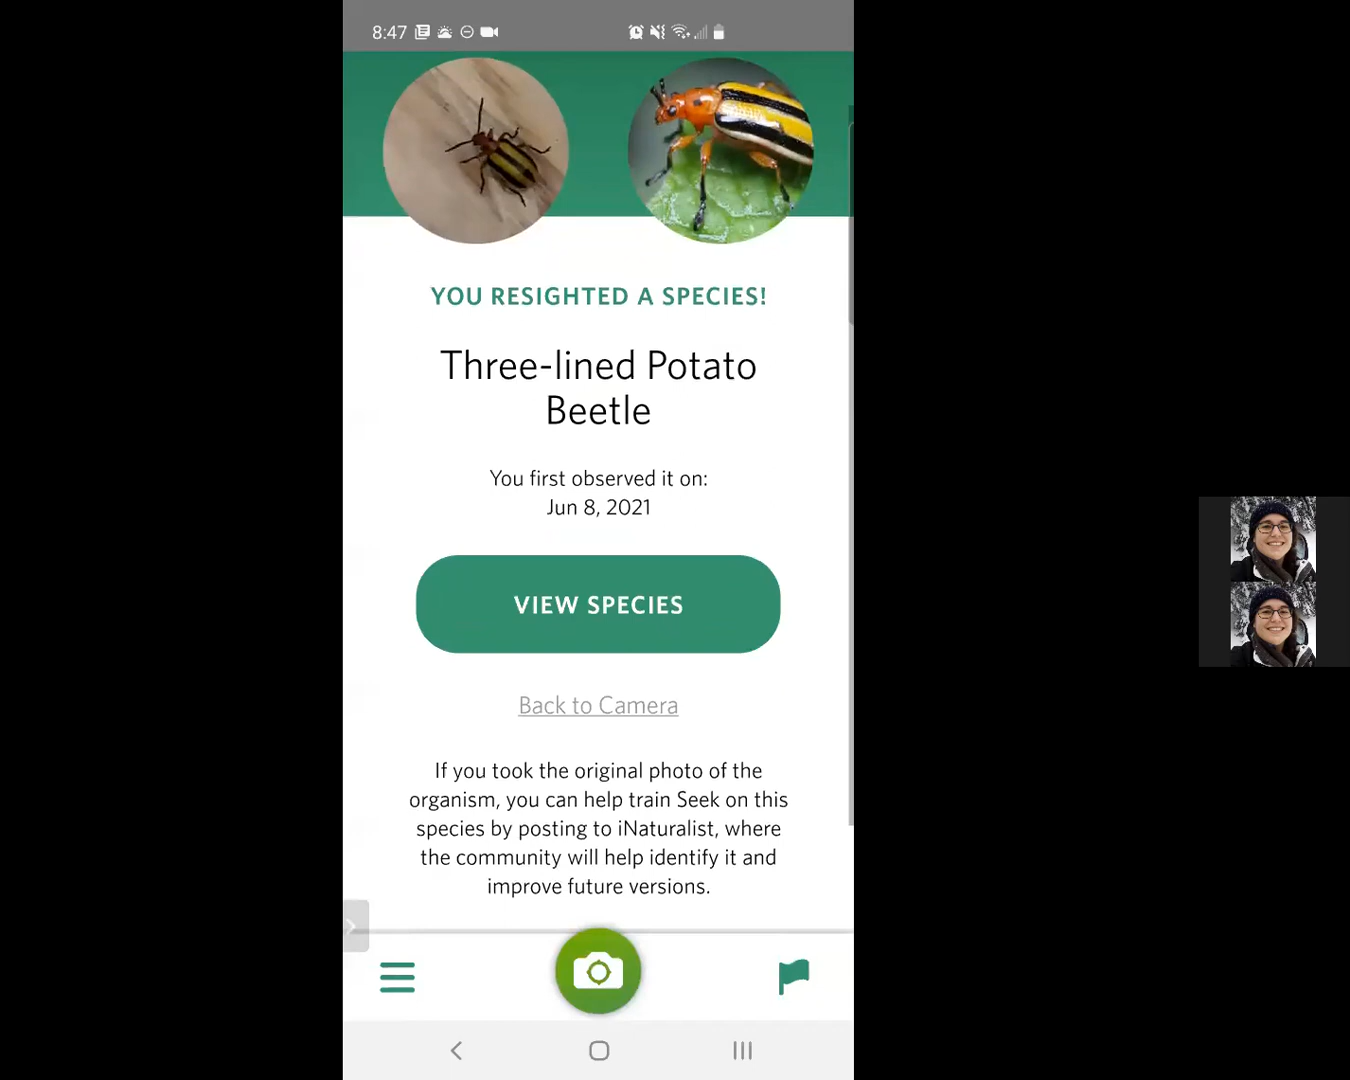 8:47
YOU RESIGHTED A SPECIES!
Three-lined Potato
Beetle
You first observed it on:
Jun 8, 2021
VIEW SPECIES
Back to Camera
If you took the original photo of the
organism, you can help train Seek on this
species by posting to iNaturalist, where
the community will help identify it and
improve future versions.